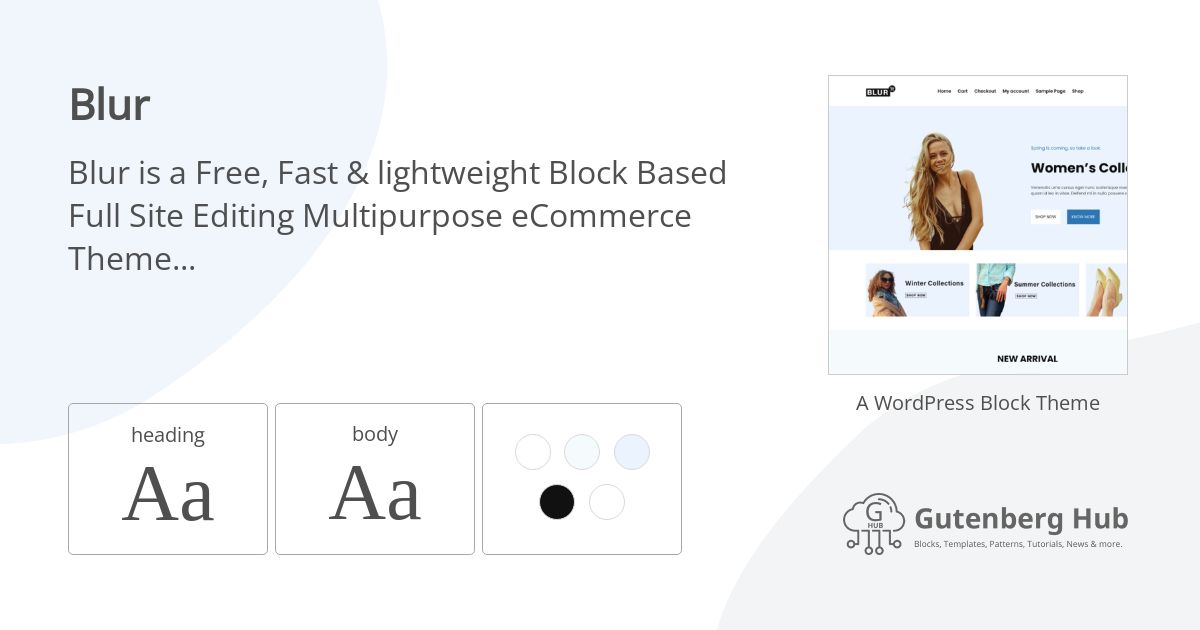 Blur
Blur is a Free, Fast & lightweight Block Based
Full Site Editing Multipurpose eCommerce
Theme...
heading
Aa
body
Aa
BLUR
Home Cart Checkout My account Sample Page Shop
Spring is coming, so take a look.
Women's Coll
SHOP NOW
KNOW MORE
Winter Collections
SHOP NOW
Summer Collections
SHOP NOW
NEW ARRIVAL
A WordPress Block Theme
G
HUB
Gutenberg Hub
Blocks, Templates, Patterns, Tutorials, News & more.